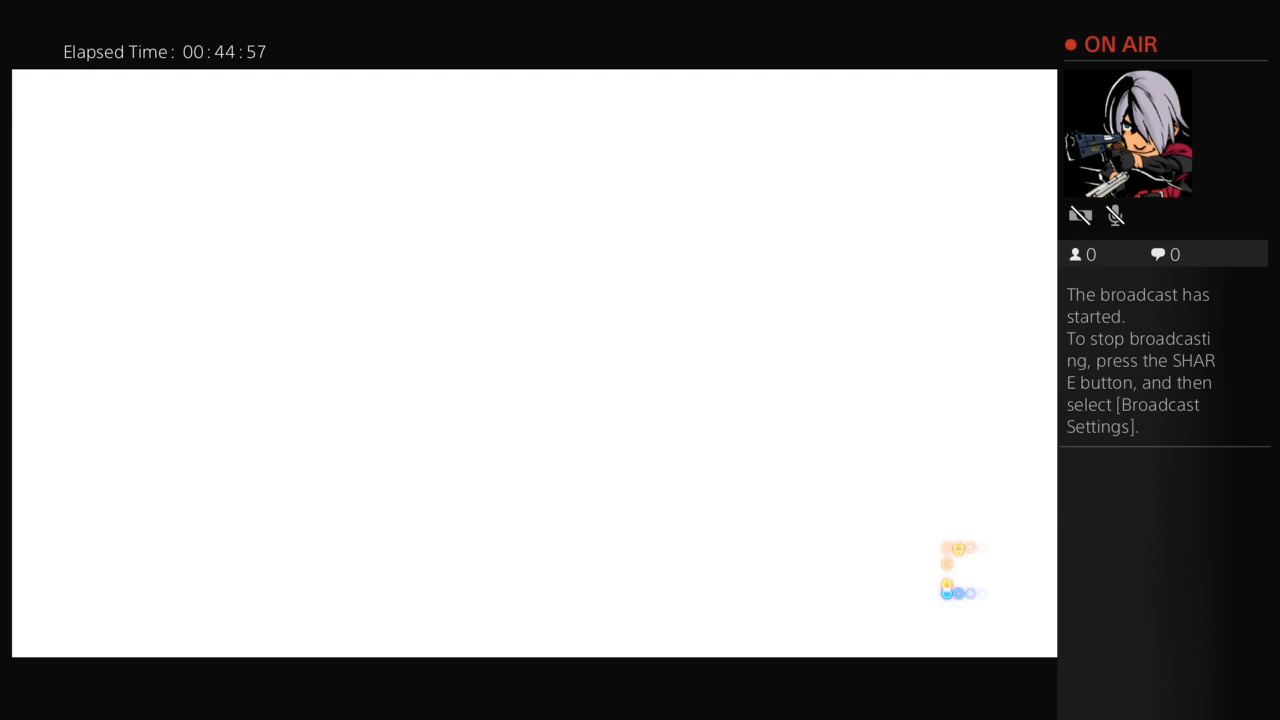 Elapsed Time: 00:44:57
ON AIR
0
0
The broadcast has
started.
To stop broadcasti
ng, press the SHAR
E button, and then
select [Broadcast
Settings].